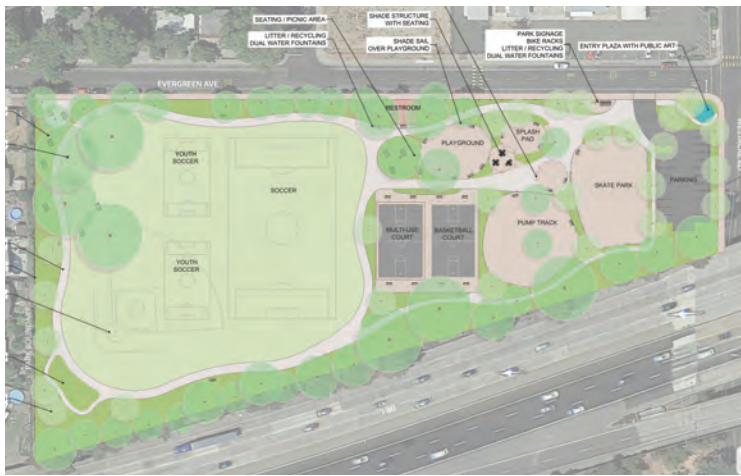 SEATING / PICNIC AREA
LITTER / RECYCLING
DUAL WATER FOUNTAINS
SHADE STRUCTURE
WITH SEATING
SHADE SAIL
OVER PLAYGROUND
PARK SIGNAGE
BIKE RACKS
LITTER / RECYCLING
DUAL WATER FOUNTAINS
ENTRY PLAZA WITH PUBLIC ART
EVERGREEN AVE
RESTROOM
PLAYGROUND
SPLASH
PAD
YOUTH
SOCCER
SOCCER
SKATE PARK
PARKING
MULTI-USE
COURT
BASKETBALL
COURT
PUMP TRACK
YOUTH
SOCCER
I-80